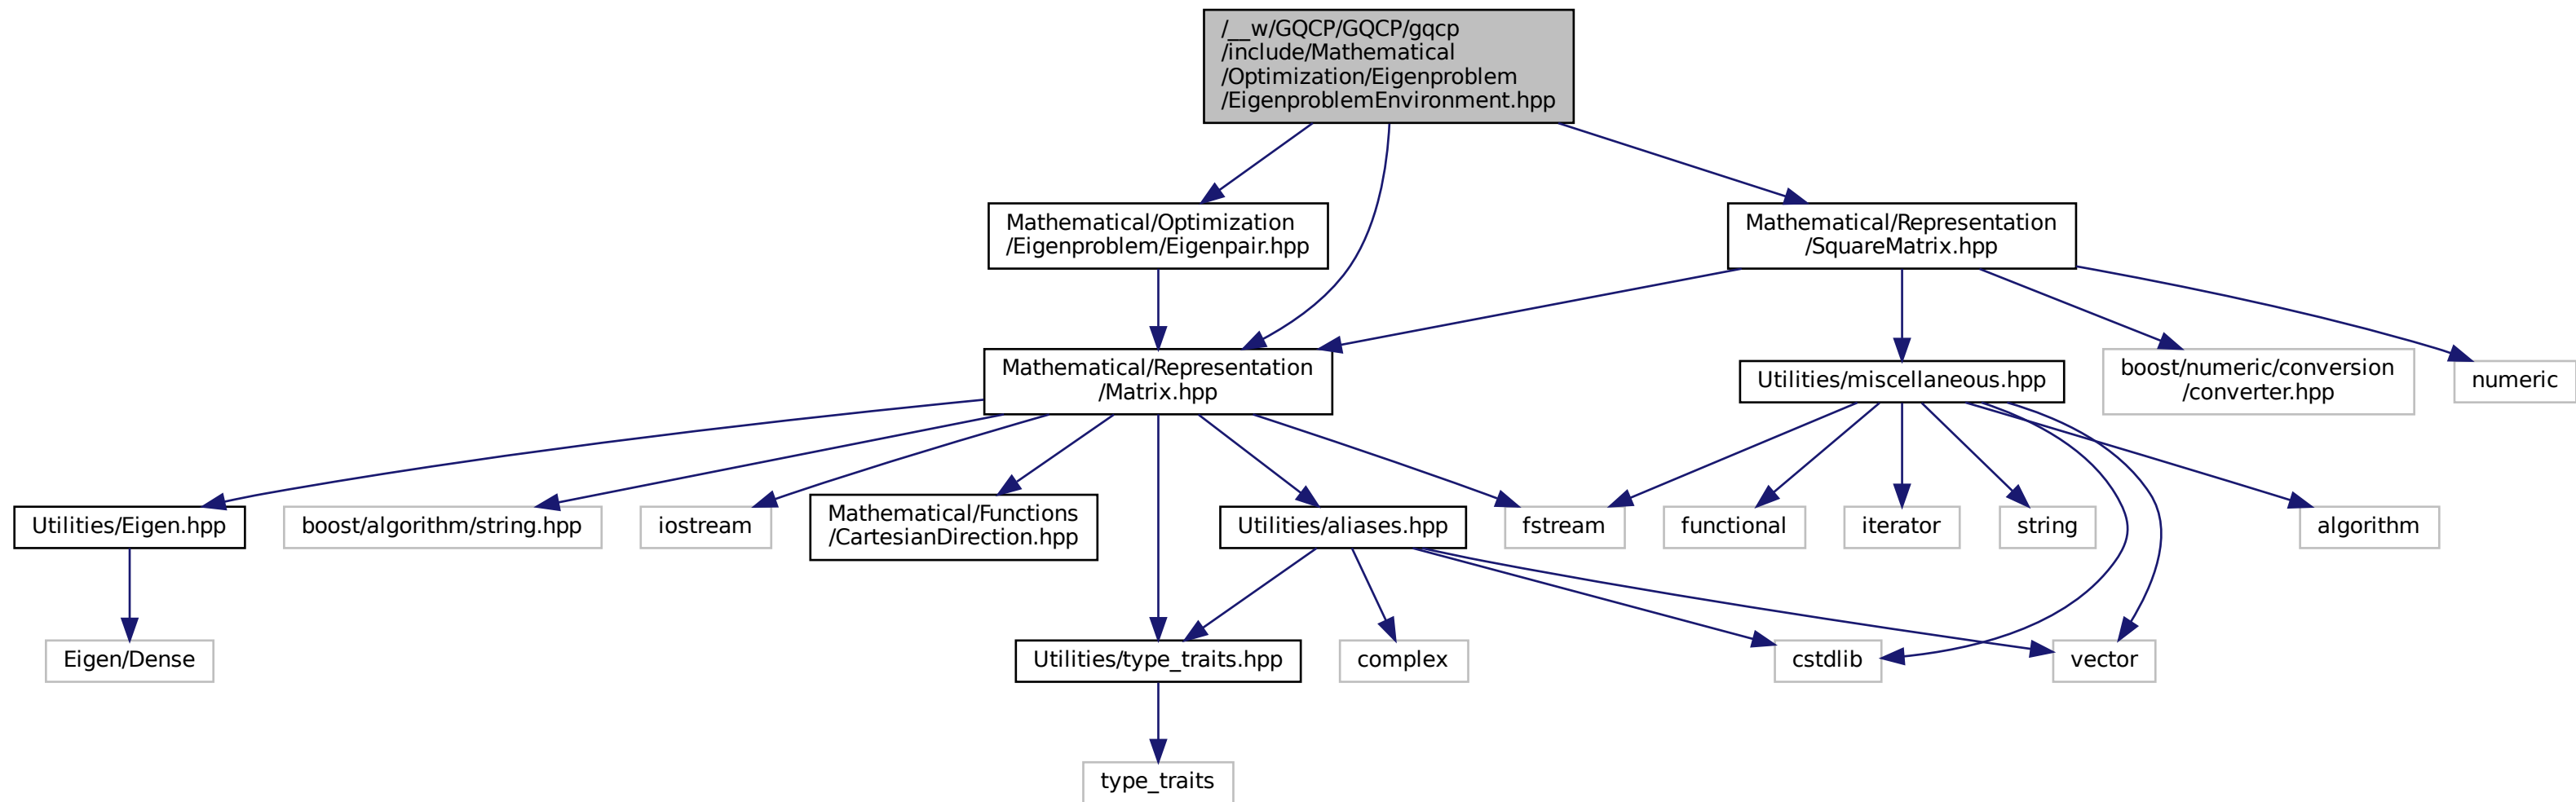 /__w/GQCP/GQCP/gqcp
/include/Mathematical
/Optimization/Eigenproblem
/EigenproblemEnvironment.hpp
Mathematical/Optimization
/Eigenproblem/Eigenpair.hpp
Mathematical/Representation
/SquareMatrix.hpp
Mathematical/Representation
/Matrix.hpp
Utilities/miscellaneous.hpp
boost/numeric/conversion
/converter.hpp
numeric
Utilities/Eigen.hpp
boost/algorithm/string.hpp
iostream
Mathematical/Functions
/CartesianDirection.hpp
Utilities/aliases.hpp
fstream
functional
iterator
string
algorithm
Eigen/Dense
Utilities/type_traits.hpp
complex
cstdlib
vector
type_traits